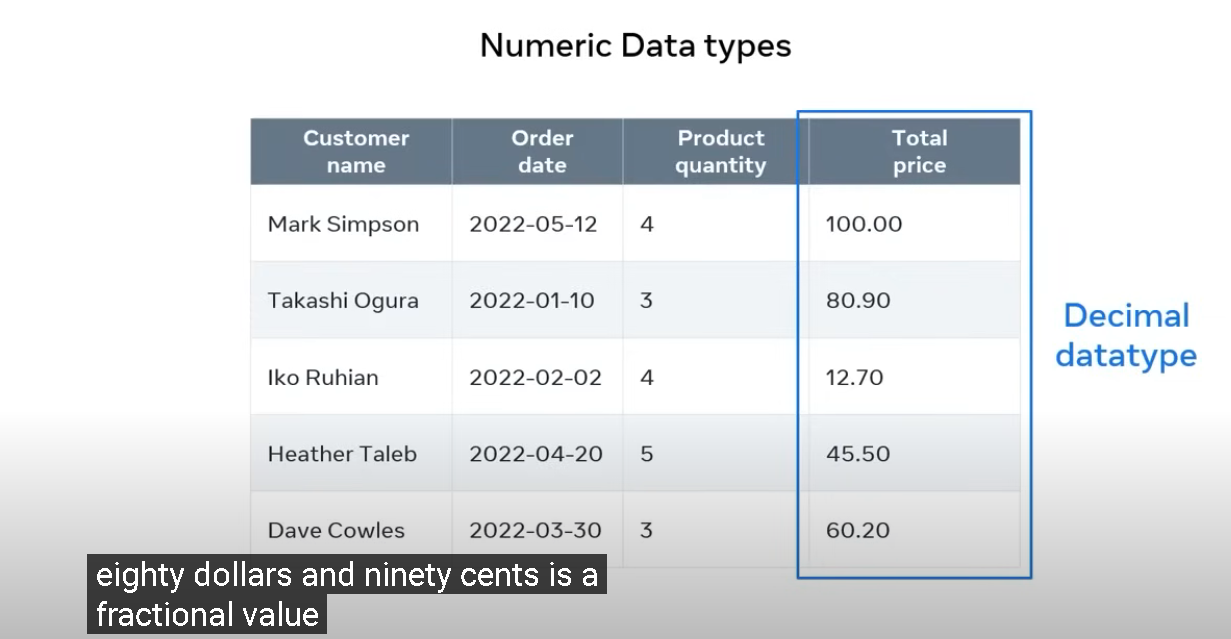 Numeric Data types
Customer name
Order date
Product quantity
Total price
Mark Simpson 2022-05-12 4 100.00
Takashi Ogura 2022-01-10 3 80.90
Iko Ruhian 2022-02-02 4 12.70
Heather Taleb 2022-04-20 5 45.50
Dave Cowles 2022-03-30 3 60.20
Decimal
datatype
eighty dollars and ninety cents is a
fractional value